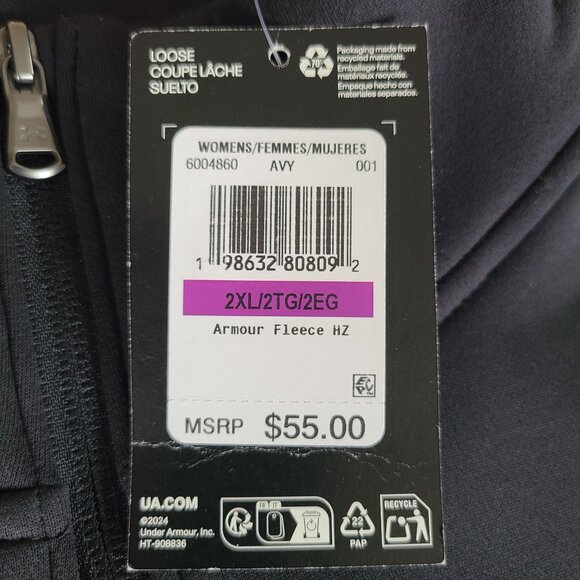 LOOSE
COUPE LÂCHE
SUELTO
70%
Packaging made from
recycled materials.
Emballage fait de
matériaux recyclés.
Empaque hecho con
materiales separados.
WOMENS/FEMMES/MUJERES
6004860 AVY 001
1 98632 80809 2
2XL/2TG/2EG
Armour Fleece HZ
EPC
MSRP $55.00
UA.COM
©2024
Under Armour, Inc.
HT-908836
22
PAP
RECYCLE